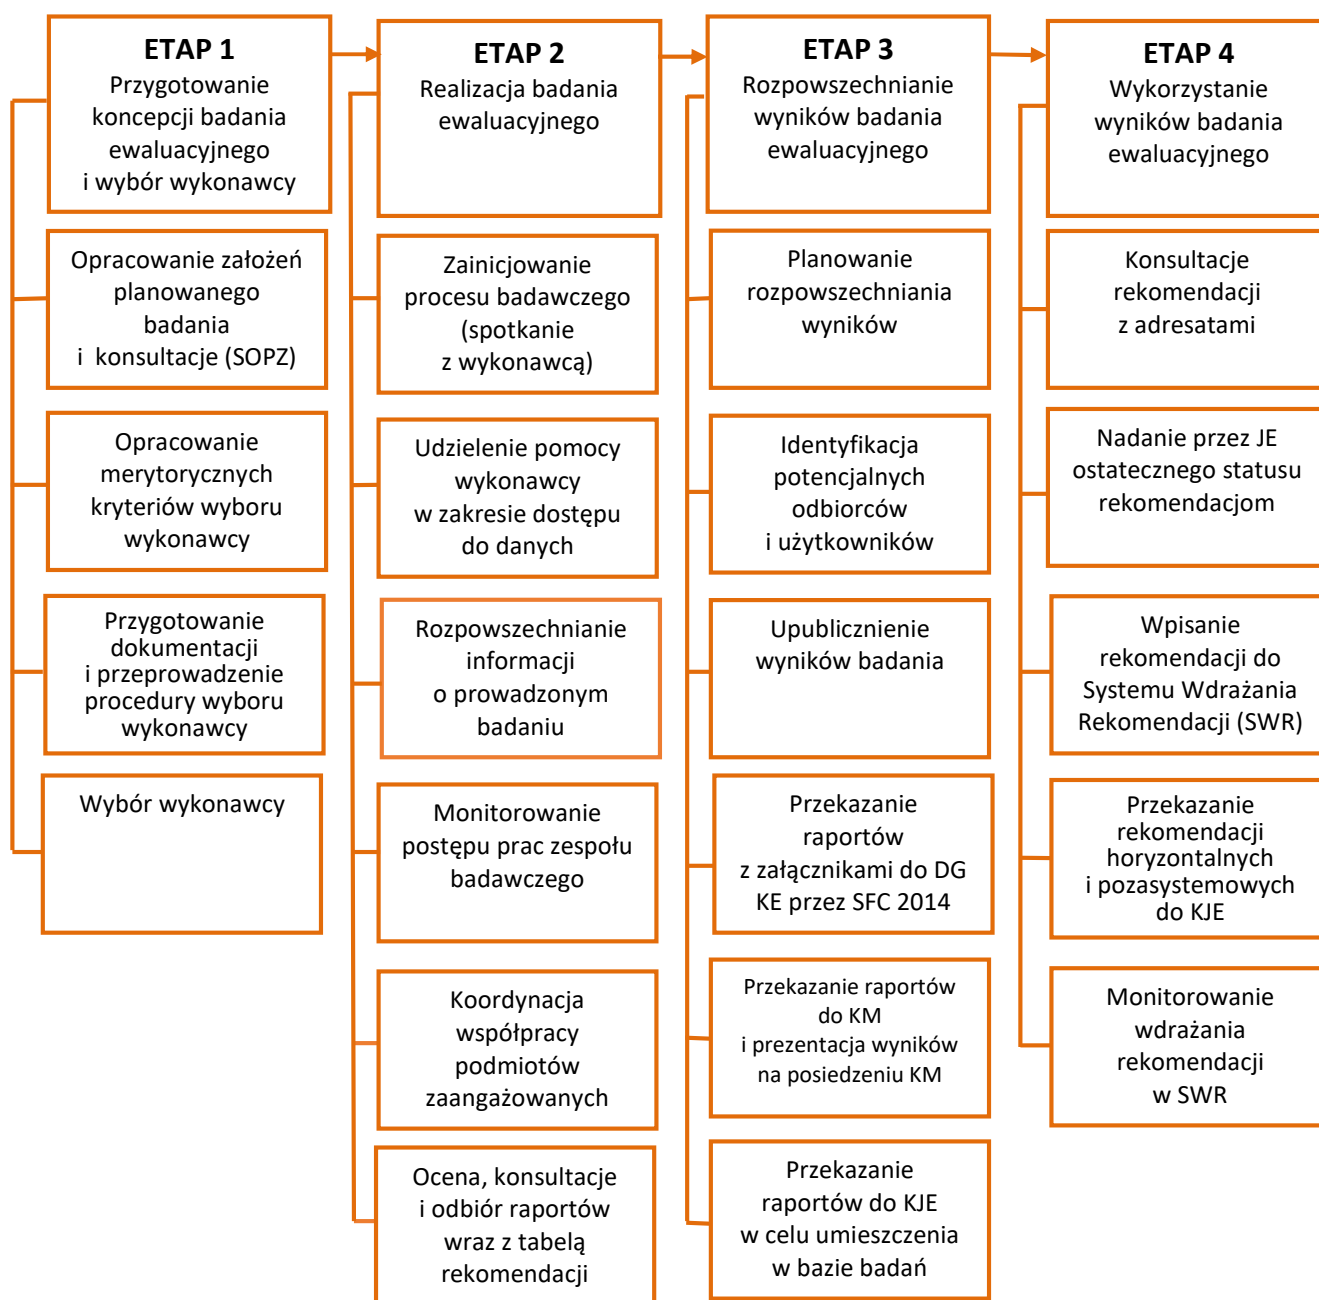 ETAP 1
Przygotowanie
koncepcji badania
ewaluacyjnego
i wybór wykonawcy
Opracowanie założeń
planowanego
badania
i konsultacje (SOPZ)
Opracowanie
merytorycznych
kryteriów wyboru
wykonawcy
Przygotowanie
dokumentacji
i przeprowadzenie
procedury wyboru
wykonawcy
Wybór wykonawcy
ETAP 2
Realizacja badania
ewaluacyjnego
Zainicjowanie
procesu badawczego
(spotkanie
z wykonawcą)
Udzielenie pomocy
wykonawcy
w zakresie dostępu
do danych
Rozpowszechnianie
informacji
o prowadzonym
badaniu
Monitorowanie
postępu prac zespołu
badawczego
Koordynacja
współpracy
podmiotów
zaangażowanych
Ocena, konsultacje
i odbiór raportów
wraz z tabelą
rekomendacji
ETAP 3
Rozpowszechnianie
wyników badania
ewaluacyjnego
Planowanie
rozpowszechniania
wyników
Identyfikacja
potencjalnych
odbiorców
i użytkowników
Upublicznienie
wyników badania
Przekazanie
raportów
z załącznikami do DG
KE przez SFC 2014
Przekazanie raportów
do KM
i prezentacja wyników
na posiedzeniu KM
Przekazanie
raportów do KJE
w celu umieszczenia
w bazie badań
ETAP 4
Wykorzystanie
wyników badania
ewaluacyjnego
Konsultacje
rekomendacji
z adresatami
Nadanie przez JE
ostatecznego statusu
rekomendacjom
Wpisanie
rekomendacji do
Systemu Wdrażania
Rekomendacji (SWR)
Przekazanie
rekomendacji
horyzontalnych
i pozasystemowych
do KJE
Monitorowanie
wdrażania
rekomendacji
w SWR